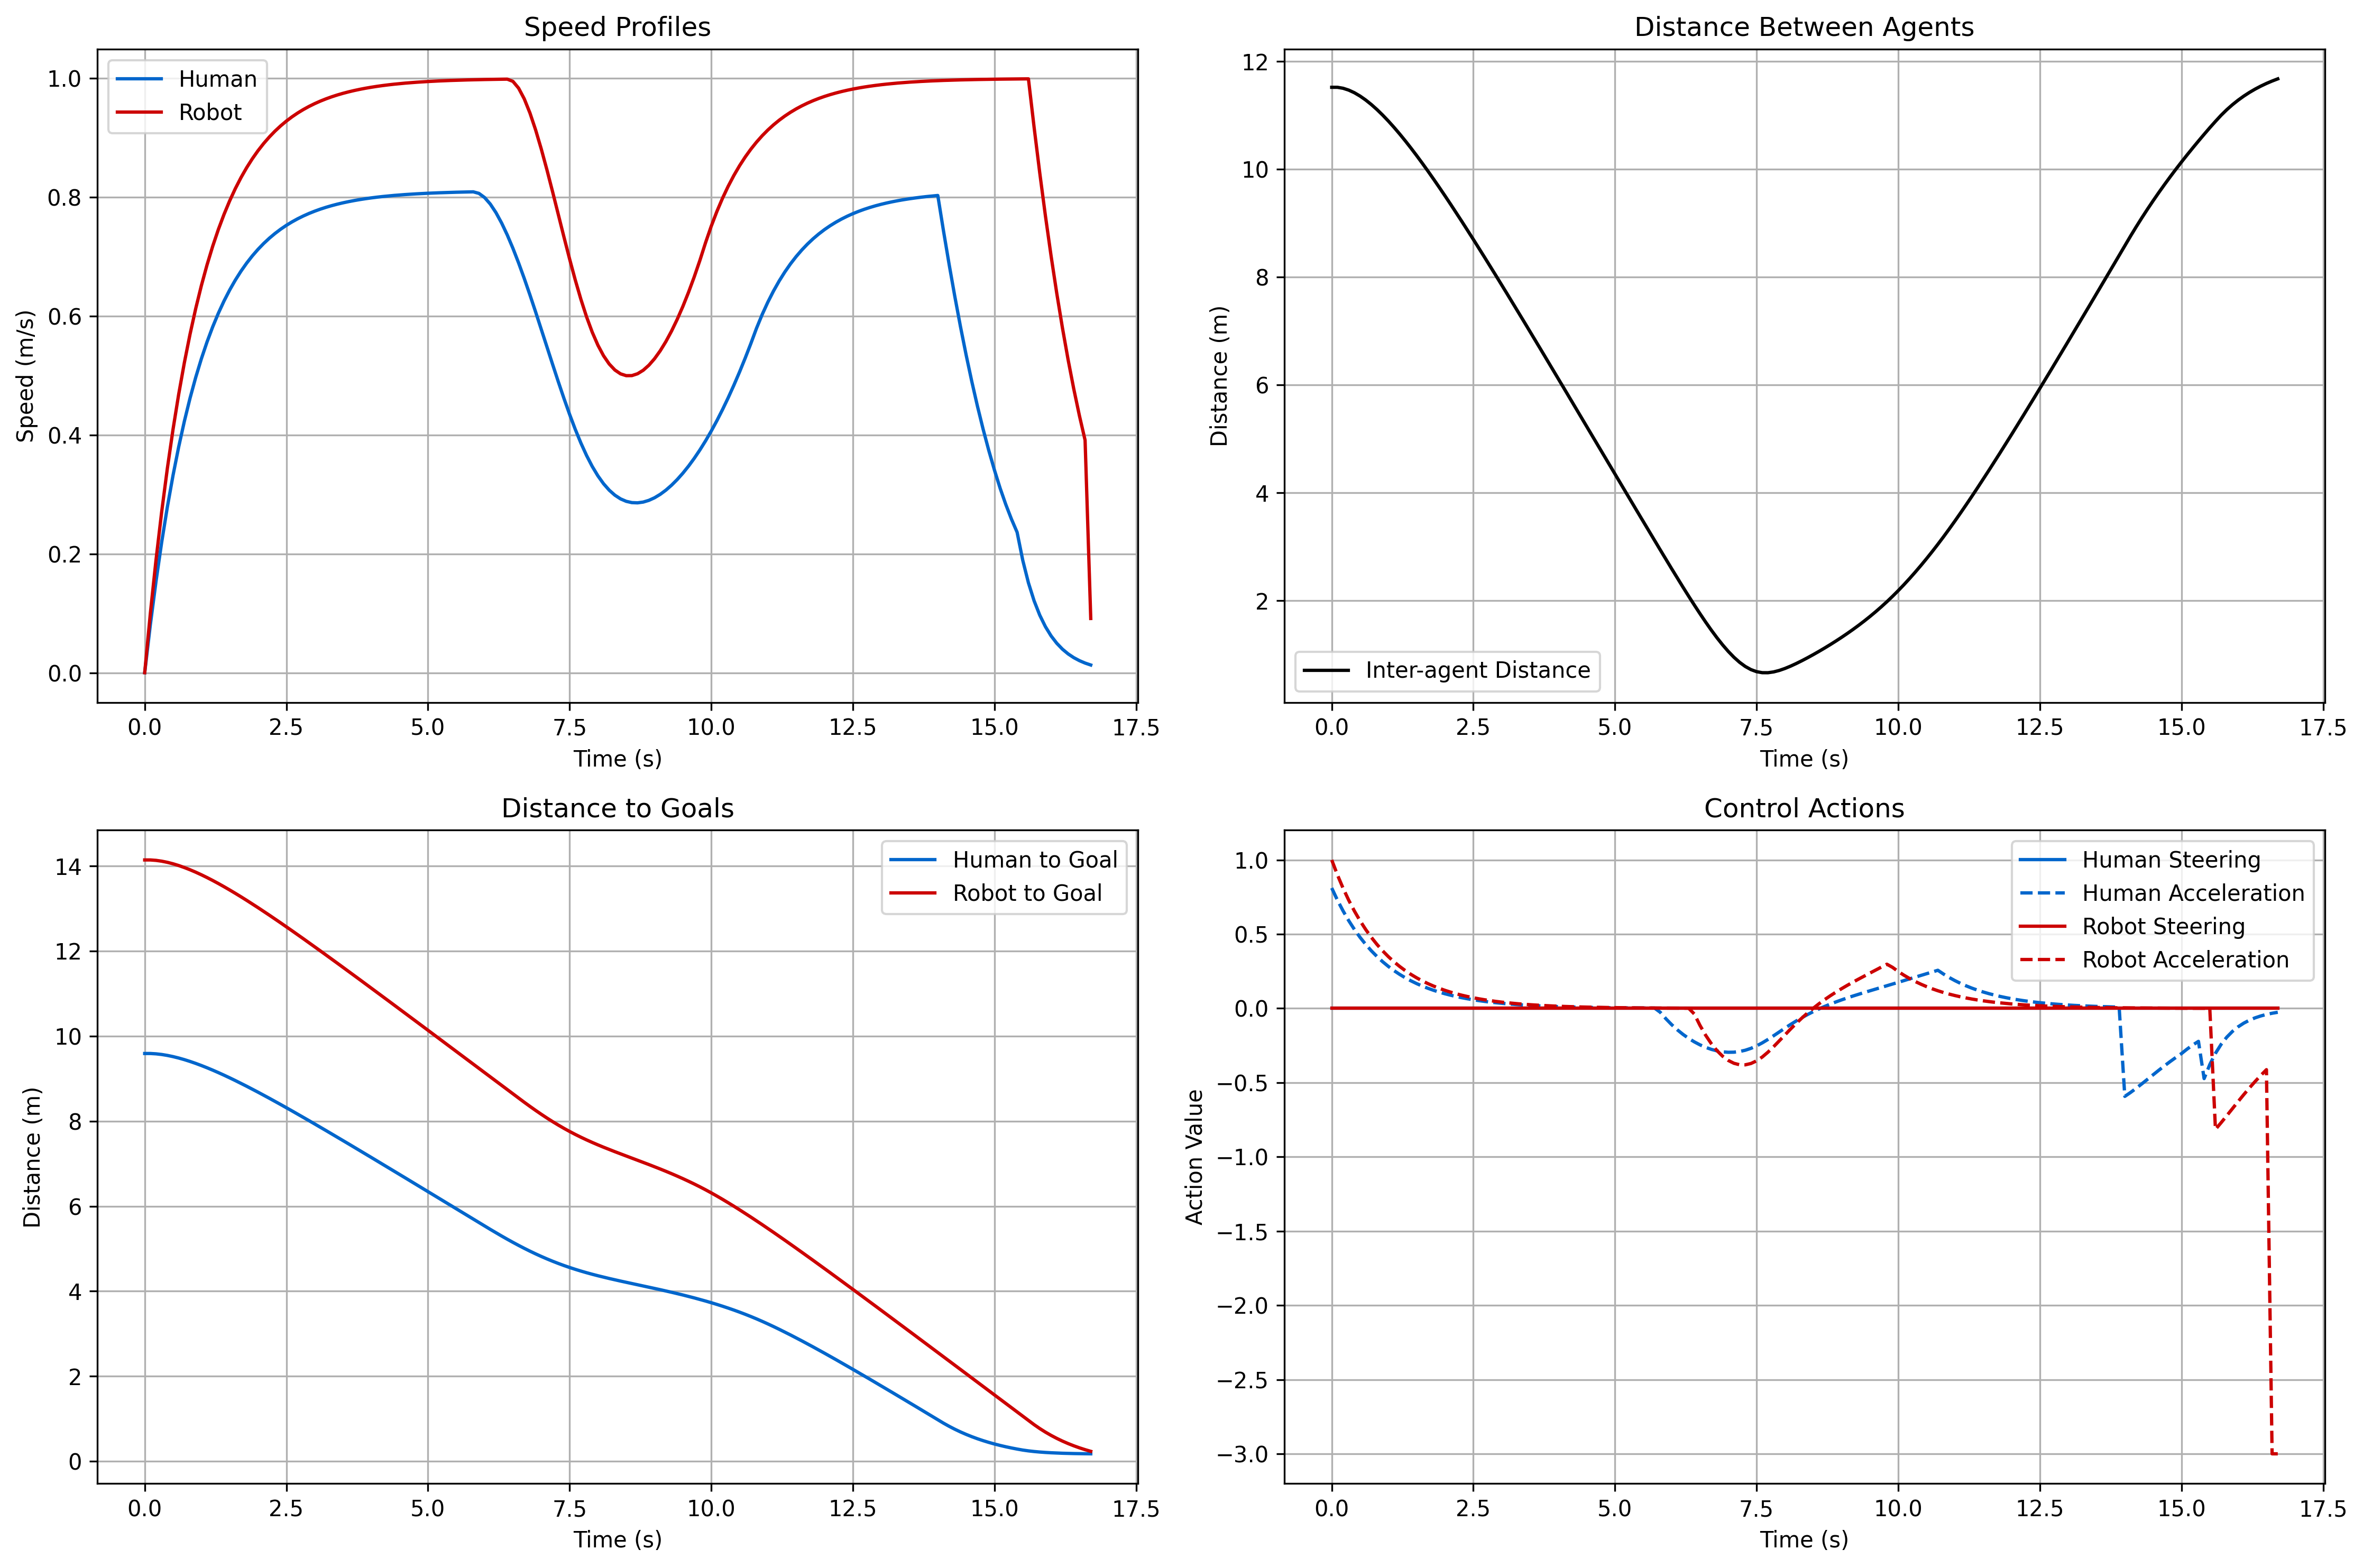 Speed Profiles
Human
Robot
1.0
0.8
0.6
0.4
0.2
0.0
Speed (m/s)
0.0 2.5 5.0 7.5 10.0 12.5 15.0 17.5
Time (s)
Distance Between Agents
12
10
8
6
4
2
Distance (m)
Inter-agent Distance
0.0 2.5 5.0 7.5 10.0 12.5 15.0 17.5
Time (s)
Distance to Goals
Human to Goal
Robot to Goal
14
12
10
8
6
4
2
0
Distance (m)
0.0 2.5 5.0 7.5 10.0 12.5 15.0 17.5
Time (s)
Control Actions
Human Steering
Human Acceleration
Robot Steering
Robot Acceleration
1.0
0.5
0.0
−0.5
−1.0
−1.5
−2.0
−2.5
−3.0
Action Value
0.0 2.5 5.0 7.5 10.0 12.5 15.0 17.5
Time (s)